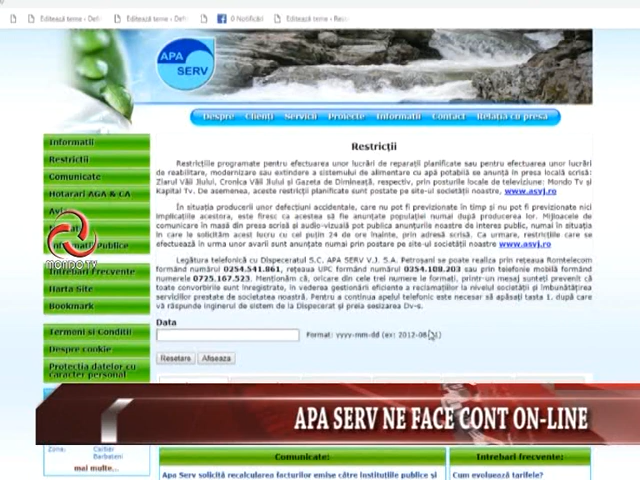 Editează teme ‹ Defi
Editează teme ‹ Defi
0 Notificări
Editează teme ‹ Res
APA
SERV
Despre Clienți Servicii Proiecte Informatii Contact Relația cu presa
Informatii
Restrictii
Comunicate
Hotarari AGA & CA
Publice
mondo tv
Intrebari frecvente
Harta Site
Bookmark
Termeni si Conditii
Despre cookie
Protectia datelor cu
caracter personal
Restricții
Restricțiile programate pentru efectuarea unor lucrări de reparații planificate sau pentru efectuarea unor lucrări
de reabilitare, modernizare sau extindere a sistemului de alimentare cu apă potabilă se anunță în presa locală scrisă:
Ziarul Văii Jiului, Cronica Văii Jiului și Gazeta de Dimineață, respectiv, prin posturile locale de televiziune: Mondo Tv și
Kapital Tv. De asemenea, aceste restricții planificate sunt postate pe site-ul societății noastre, www.asvj.ro
În situația producerii unor defecțiuni accidentale, care nu pot fi previzionate în timp și nu pot fi previzionate nici
implicațiile acestora, este firesc ca acestea să fie anunțate populației numai după producerea lor. Mijloacele de
comunicare în masă din presa scrisă și audio-vizuală pot publica anunțurile noastre de interes public, numai în situația
în care le solicităm acest lucru cu cel puțin 24 de ore înainte, prin adresă scrisă. Ca urmare, restricțiile care se
efectuează în urma unor avarii sunt anunțate numai prin postare pe site-ul societății noastre www.asvj.ro
Legătura telefonică cu Dispeceratul S.C. APA SERV V.J. S.A. Petroșani se poate realiza prin rețeaua Romtelecom
formând numărul 0254.541.861, rețeaua UPC formând numărul 0354.108.203 sau prin telefonie mobilă formând
numerele 0725.167.523. Menționăm că, oricare din cele trei numere le formați, printr-un mesaj sunteți prevenit că
toate convorbirile sunt înregistrate, în vederea gestionării eficiente a reclamațiilor la nivelul societății și îmbunătățirea
serviciilor prestate de societatea noastră. Pentru a continua apelul telefonic este necesar să apăsați tasta 1. după care
vă răspunde inginerul de sistem de la Dispecerat și preia sesizarea Dv-s.
Data
Format: yyyy-mm-dd (ex: 2012-08-01)
Resetare Afiseaza
APA SERV NE FACE CONT ON-LINE
Zona:
Barbateni
mai multe...
Comunicate:
Intrebari frecvente:
Apa Serv solicită recalcularea facturilor emise către instituțiile publice și
Cum evoluează tarifele?